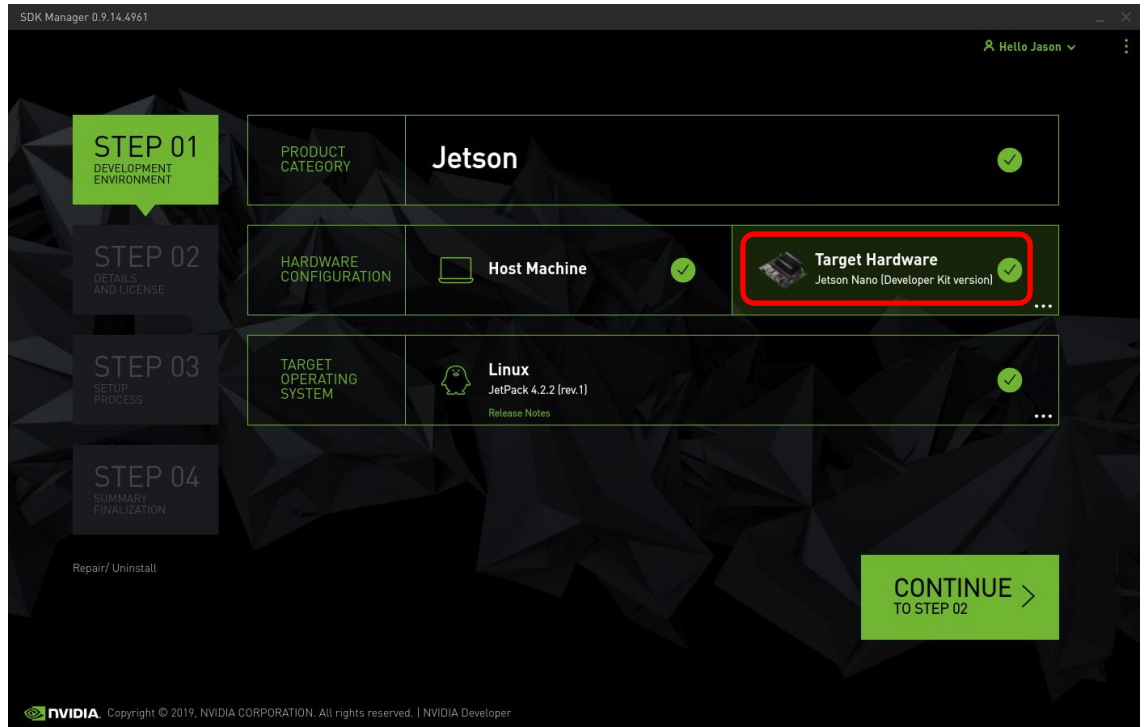 SDK Manager 0.9.14.4961
Hello Jason
STEP 01
DEVELOPMENT
ENVIRONMENT
PRODUCT
CATEGORY
Jetson
STEP 02
DETAILS
AND LICENSE
HARDWARE
CONFIGURATION
Host Machine
Target Hardware
Jetson Nano (Developer Kit version)
...
STEP 03
SETUP
PROCESS
TARGET
OPERATING
SYSTEM
Linux
JetPack 4.2.2 (rev.1)
Release Notes
...
STEP 04
SUMMARY
FINALIZATION
Repair/ Uninstall
CONTINUE >
TO STEP 02
NVIDIA. Copyright © 2019, NVIDIA CORPORATION. All rights reserved. | NVIDIA Developer